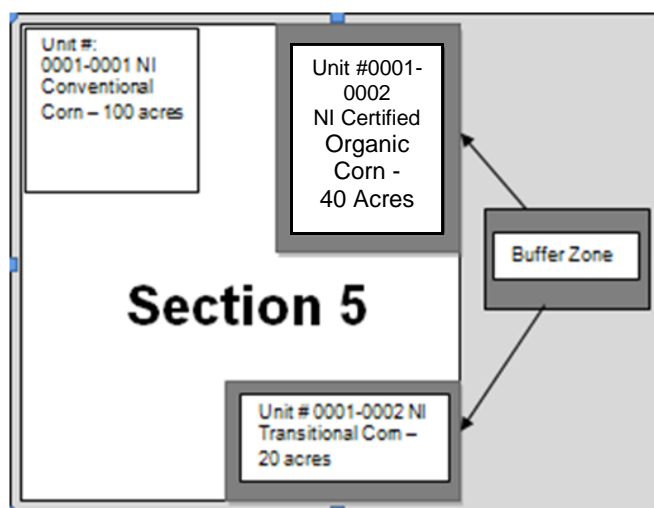 Unit #:
0001-0001 NI
Conventional
Corn – 100 acres
Unit #0001-
0002
NI Certified
Organic
Corn -
40 Acres
Buffer Zone
Section 5
Unit # 0001-0002 NI
Transitional Corn –
20 acres